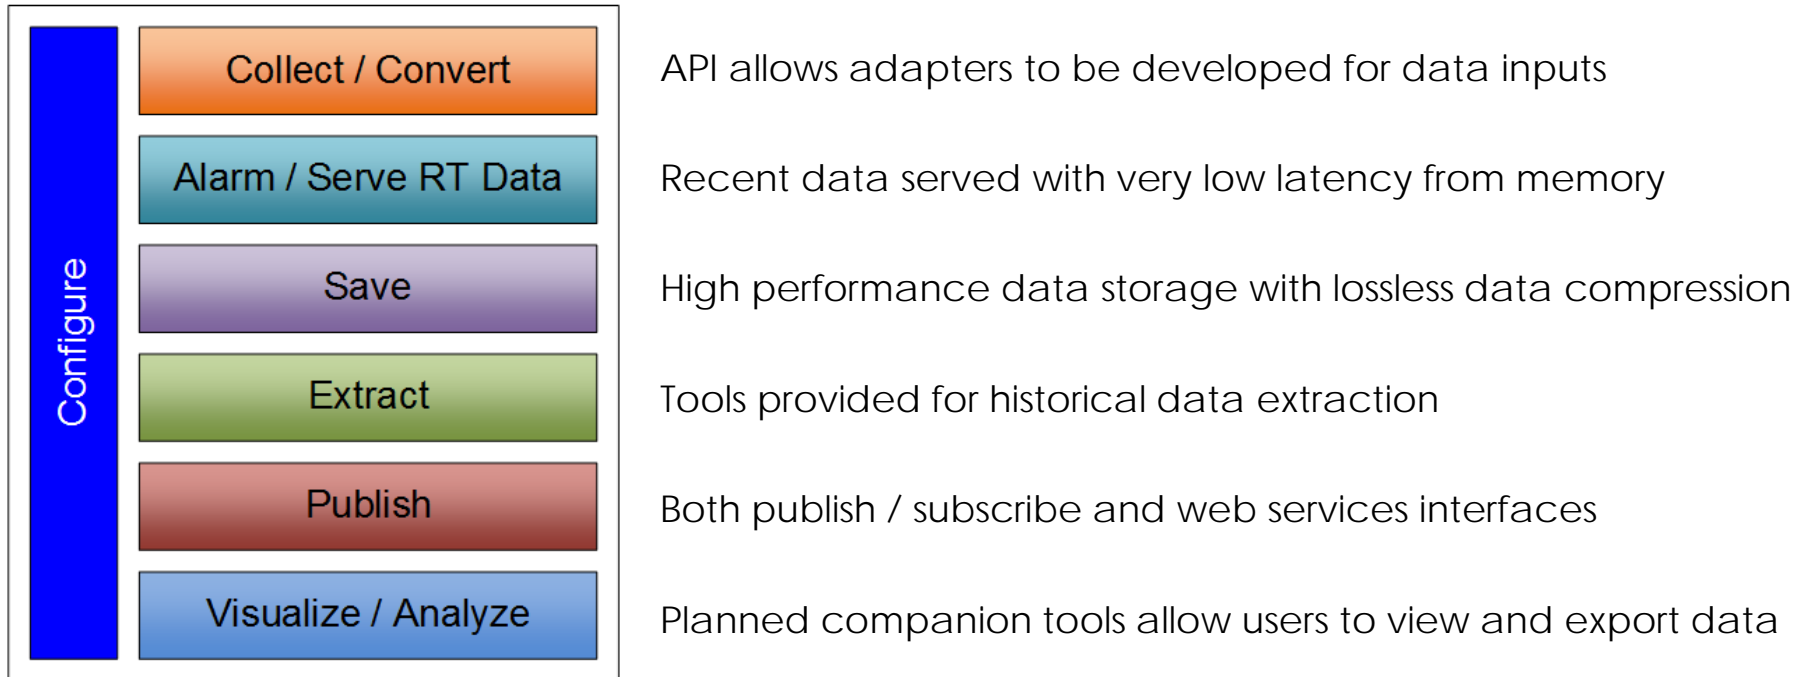 Configure
Collect / Convert
API allows adapters to be developed for data inputs
Alarm / Serve RT Data
Recent data served with very low latency from memory
Save
High performance data storage with lossless data compression
Extract
Tools provided for historical data extraction
Publish
Both publish / subscribe and web services interfaces
Visualize / Analyze
Planned companion tools allow users to view and export data